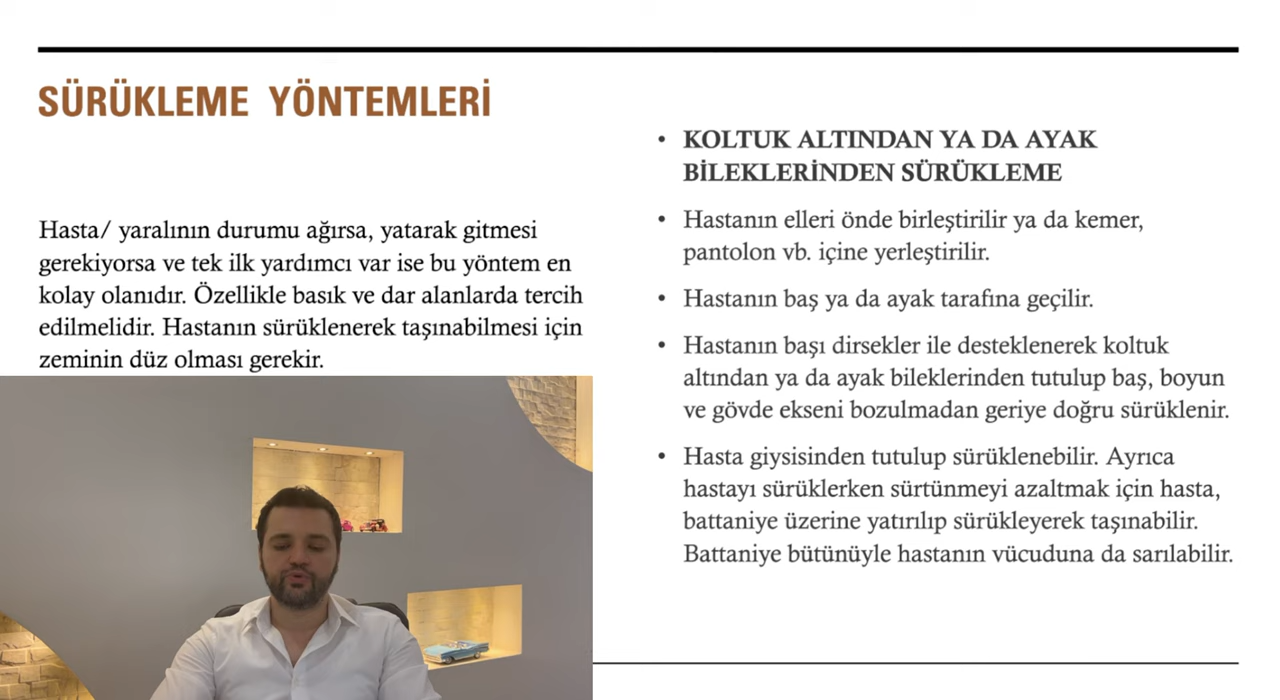 SÜRÜKLEME YÖNTEMLERİ
Hasta/ yaralının durumu ağırsa, yatarak gitmesi
gerekiyorsa ve tek ilk yardımcı var ise bu yöntem en
kolay olanıdır. Özellikle basık ve dar alanlarda tercih
edilmelidir. Hastanın sürüklenerek taşınabilmesi için
zeminin düz olması gerekir.
• KOLTUK ALTINDAN YA DA AYAK
BİLEKLERİNDEN SÜRÜKLEME
• Hastanın elleri önde birleştirilir ya da kemer,
pantolon vb. içine yerleştirilir.
• Hastanın baş ya da ayak tarafına geçilir.
• Hastanın başı dirsekler ile desteklenerek koltuk
altından ya da ayak bileklerinden tutulup baş, boyun
ve gövde ekseni bozulmadan geriye doğru sürüklenir.
• Hasta giysisinden tutulup sürüklenebilir. Ayrıca
hastayı sürüklerken sürtünmeyi azaltmak için hasta,
battaniye üzerine yatırılıp sürükleyerek taşınabilir.
Battaniye bütünüyle hastanın vücuduna da sarılabilir.